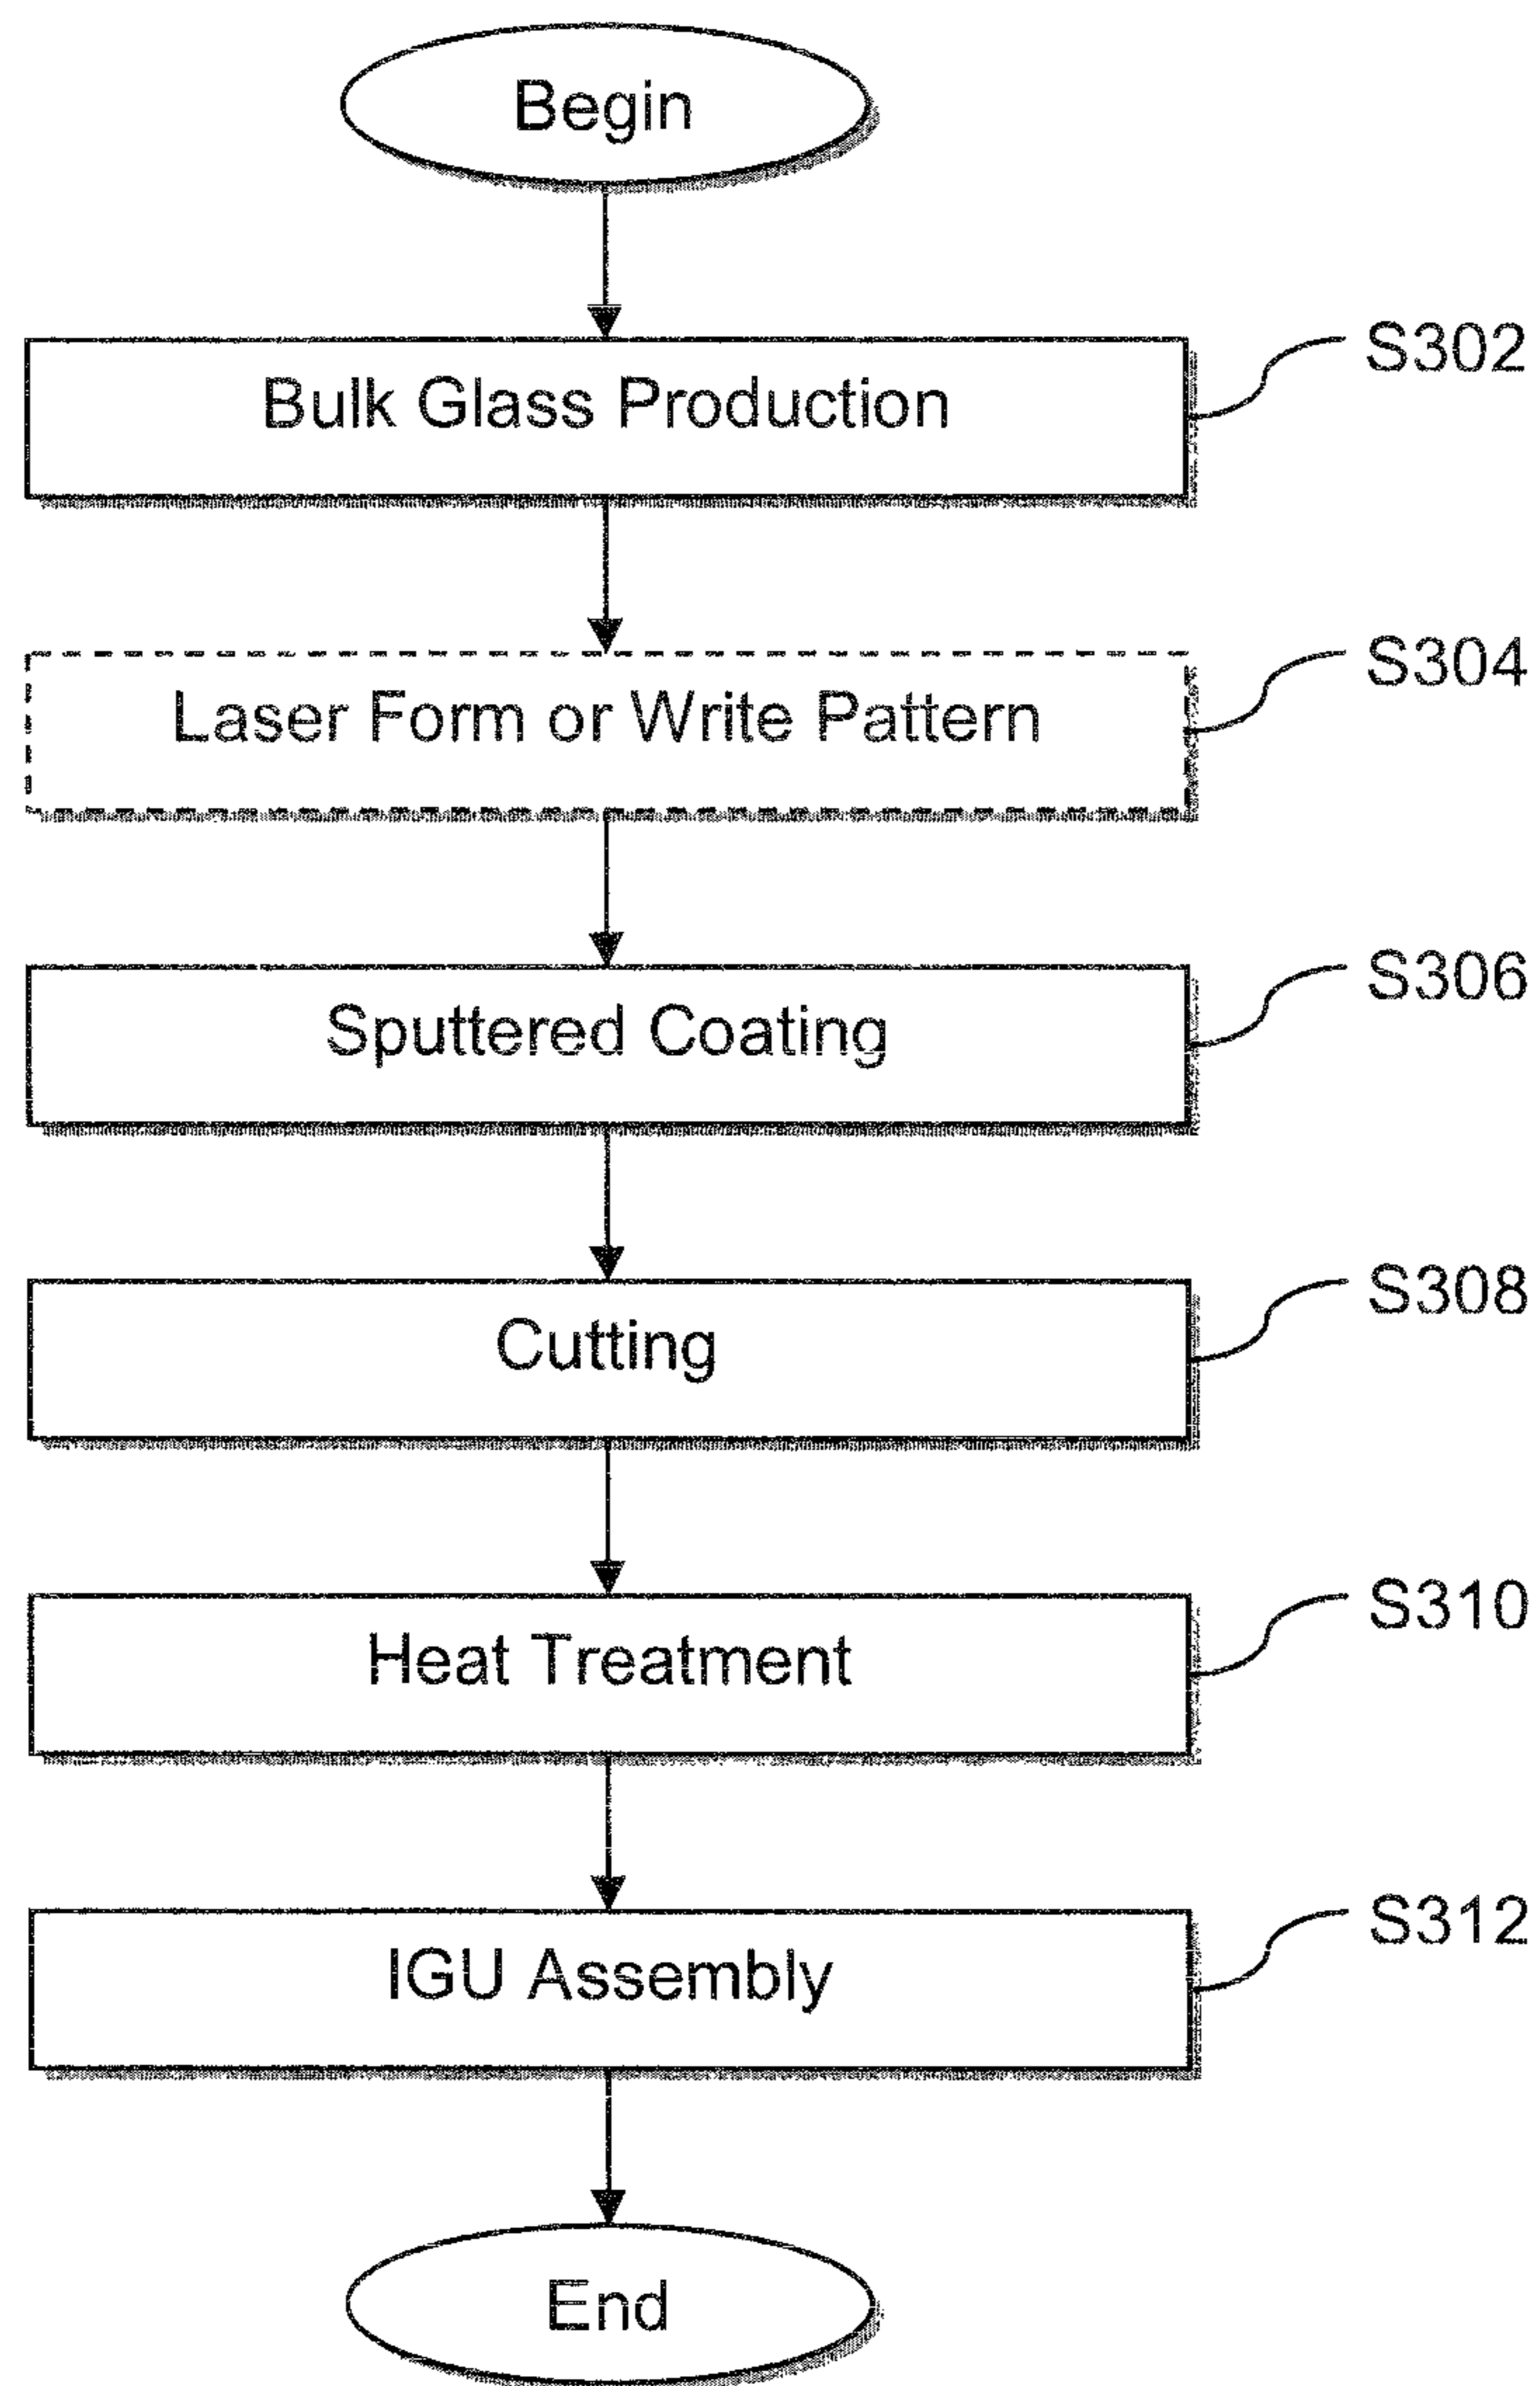 Begin
Bulk Glass Production
S302
Laser Form or Write Pattern
S304
Sputtered Coating
S306
Cutting
S308
Heat Treatment
S310
IGU Assembly
S312
End